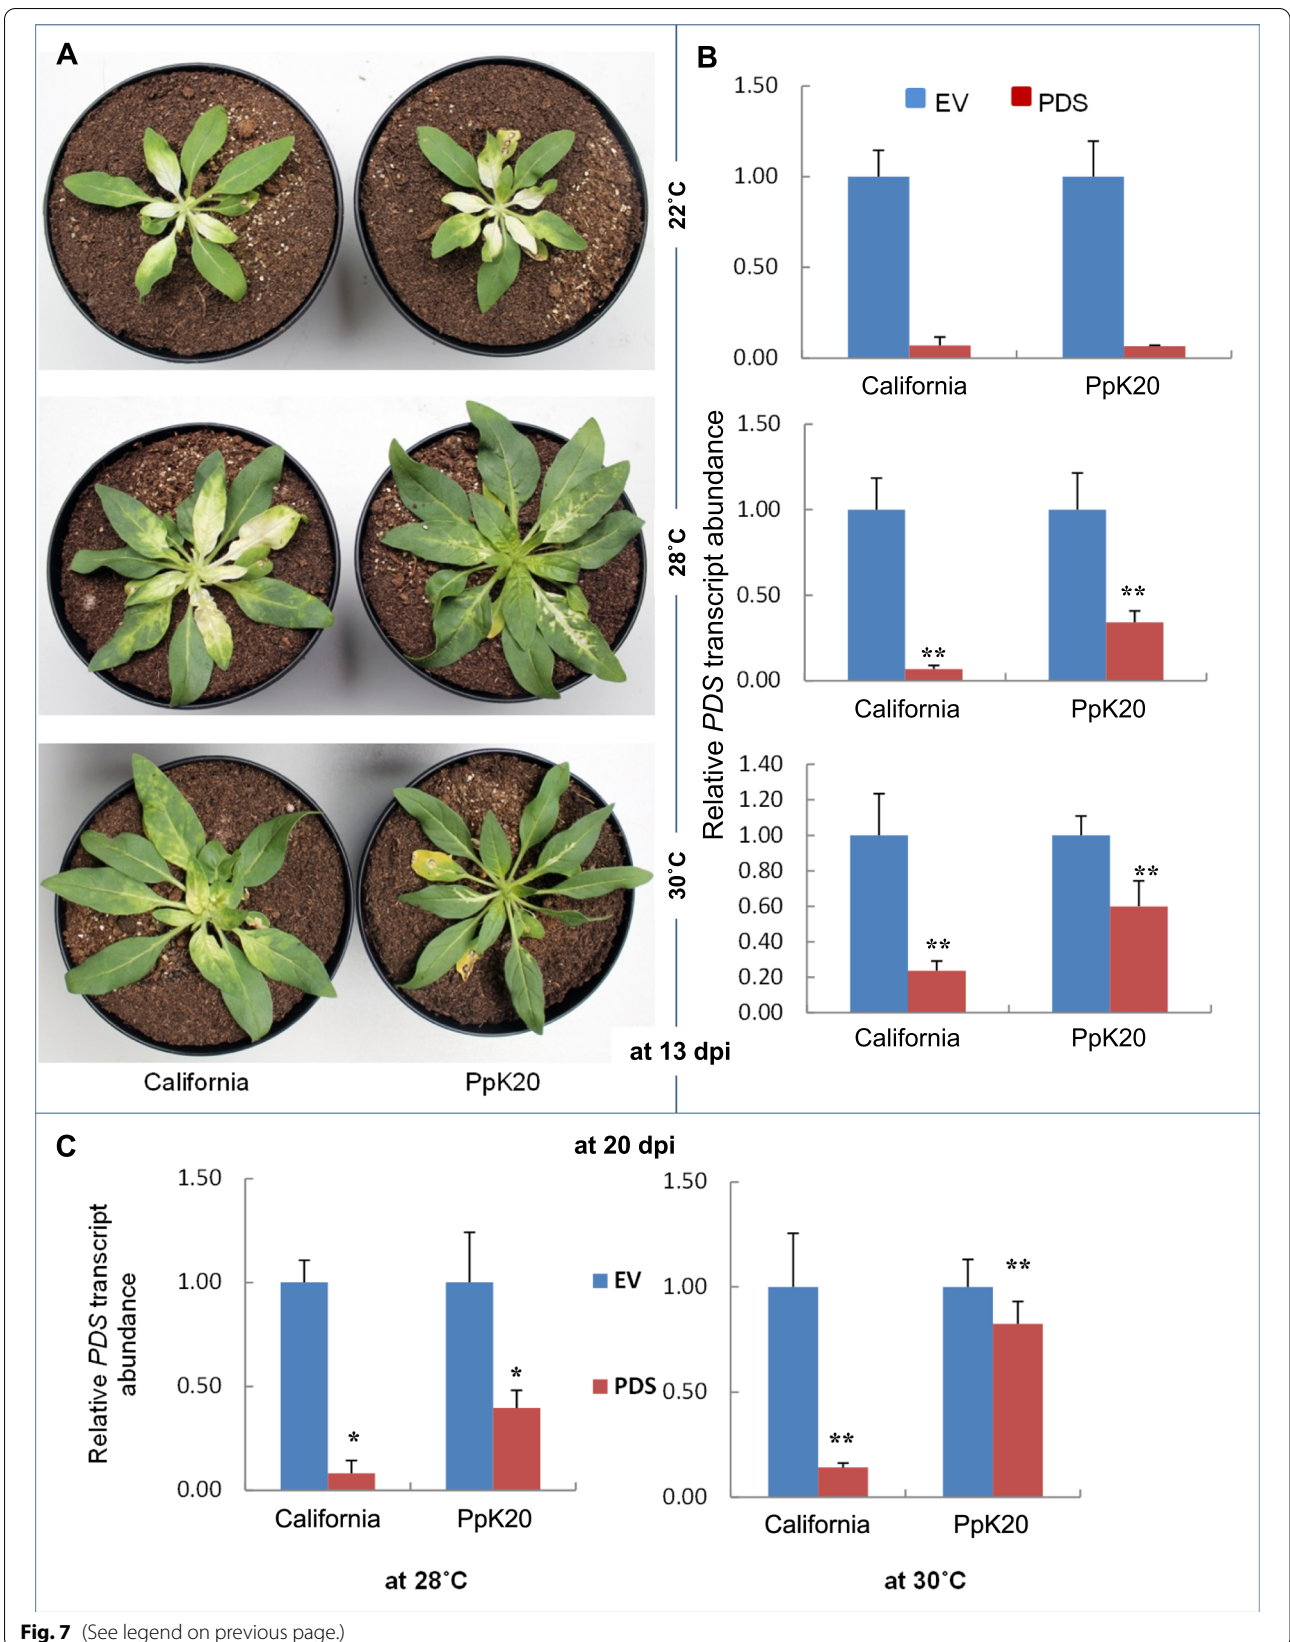 A
22°C
28°C
30°C
at 13 dpi
California PpK20
B
EV PDS
Relative PDS transcript abundance
1.50
1.00
0.50
0.00
California PpK20
1.50
1.00
**
0.50
**
0.00
California PpK20
1.40
1.20
1.00
0.80
**
0.60
0.40
**
0.20
0.00
California PpK20
C
at 20 dpi
Relative PDS transcript
abundance
1.50
1.00
0.50
0.00
*
*
California PpK20
at 28°C
EV
PDS
1.50
1.00
0.50
0.00
**
**
California PpK20
at 30°C
Fig. 7 (See legend on previous page.)